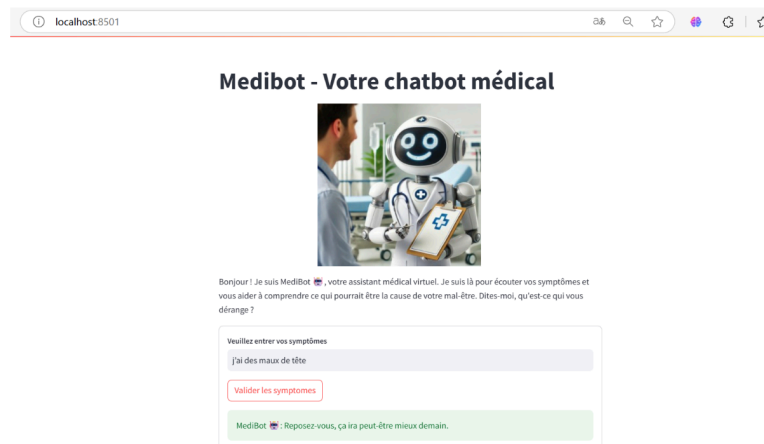 localhost:8501
Medibot - Votre chatbot médical
Bonjour ! Je suis MediBot , votre assistant médical virtuel. Je suis là pour écouter vos symptômes et
vous aider à comprendre ce qui pourrait être la cause de votre mal-être. Dites-moi, qu'est-ce qui vous
dérange ?
Veuillez entrer vos symptômes
j'ai des maux de tête
Valider les symptomes
MediBot : Reposez-vous, ça ira peut-être mieux demain.